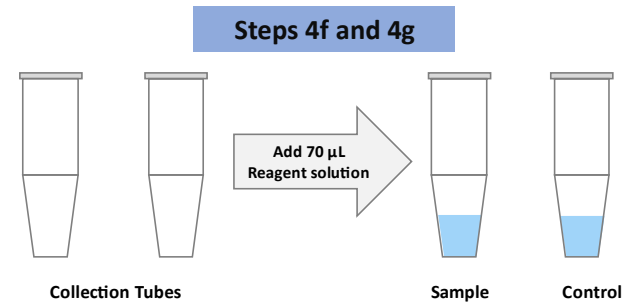 Steps 4f and 4g
Add 70 µL
Reagent solution
Collection Tubes
Sample
Control